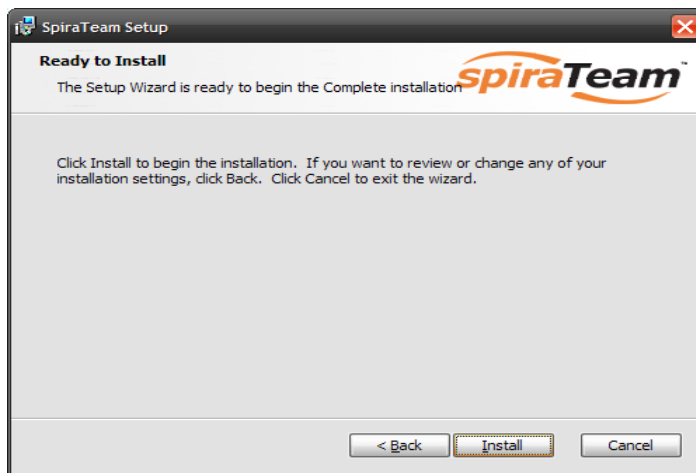 SpiraTeam Setup
Ready to Install
The Setup Wizard is ready to begin the Complete installation
spiraTeam™
Click Install to begin the installation. If you want to review or change any of your
installation settings, click Back. Click Cancel to exit the wizard.
< Back
Install
Cancel